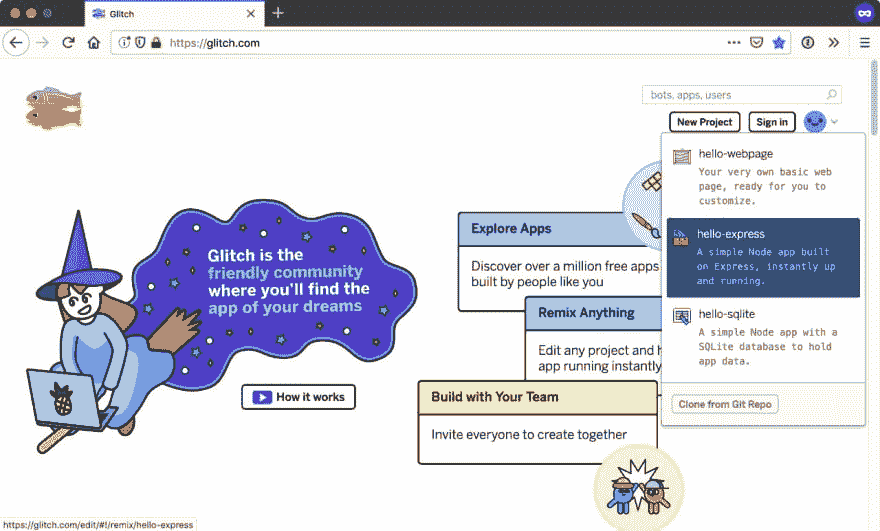 Glitch
https://glitch.com
bots, apps, users
New Project
Sign in
hello-webpage
Your very own basic web
page, ready for you to
customize.
hello-express
A simple Node app built
on Express, instantly up
and running.
hello-sqlite
A simple Node app with a
SQLite database to hold
app data.
Clone from Git Repo
Glitch is the
friendly community
where you'll find the
app of your dreams
How it works
Explore Apps
Discover over a million free apps
built by people like you
Remix Anything
Edit any project and
app running instantly
Build with Your Team
Invite everyone to create together
https://glitch.com/edit/#!/remix/hello-express